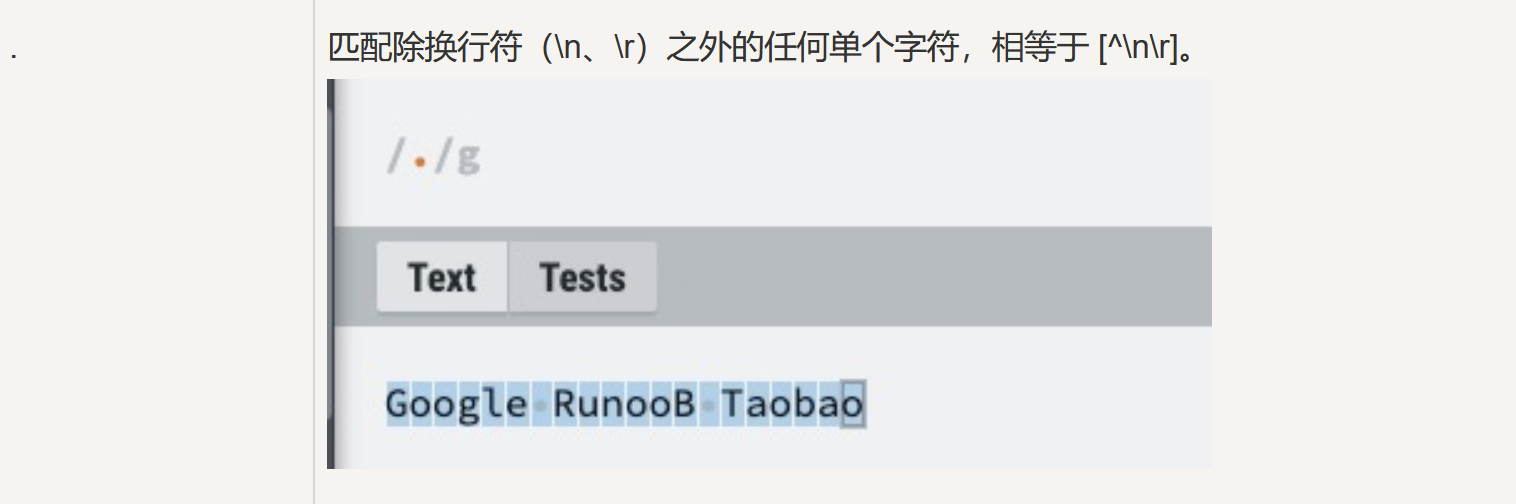 .
匹配除换行符（\n、\r）之外的任何单个字符，相等于 [^\n\r]。
/./g
Text Tests
Google RunooB Taobao